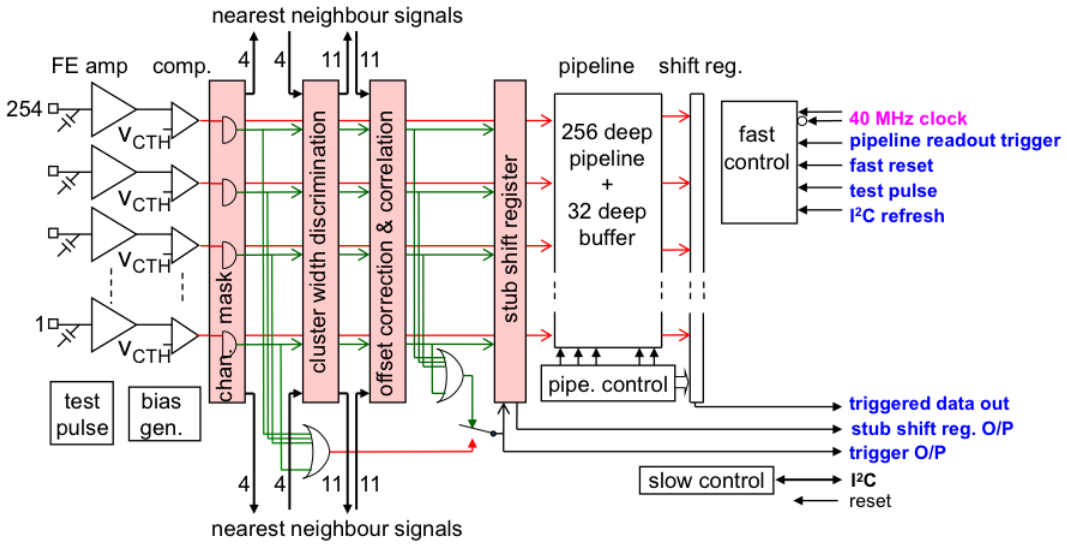 nearest neighbour signals
4 4 11 11
FE amp comp. pipeline shift reg.
254
VCTH
VCTH
VCTH
1
VCTH
chan. mask
cluster width discrimination
offset correction & correlation
stub shift register
256 deep
pipeline
+
32 deep
buffer
fast
control
40 MHz clock
pipeline readout trigger
fast reset
test pulse
I²C refresh
pipe. control
test
pulse
bias
gen.
triggered data out
stub shift reg. O/P
trigger O/P
slow control
I²C
reset
4 4 11 11
nearest neighbour signals